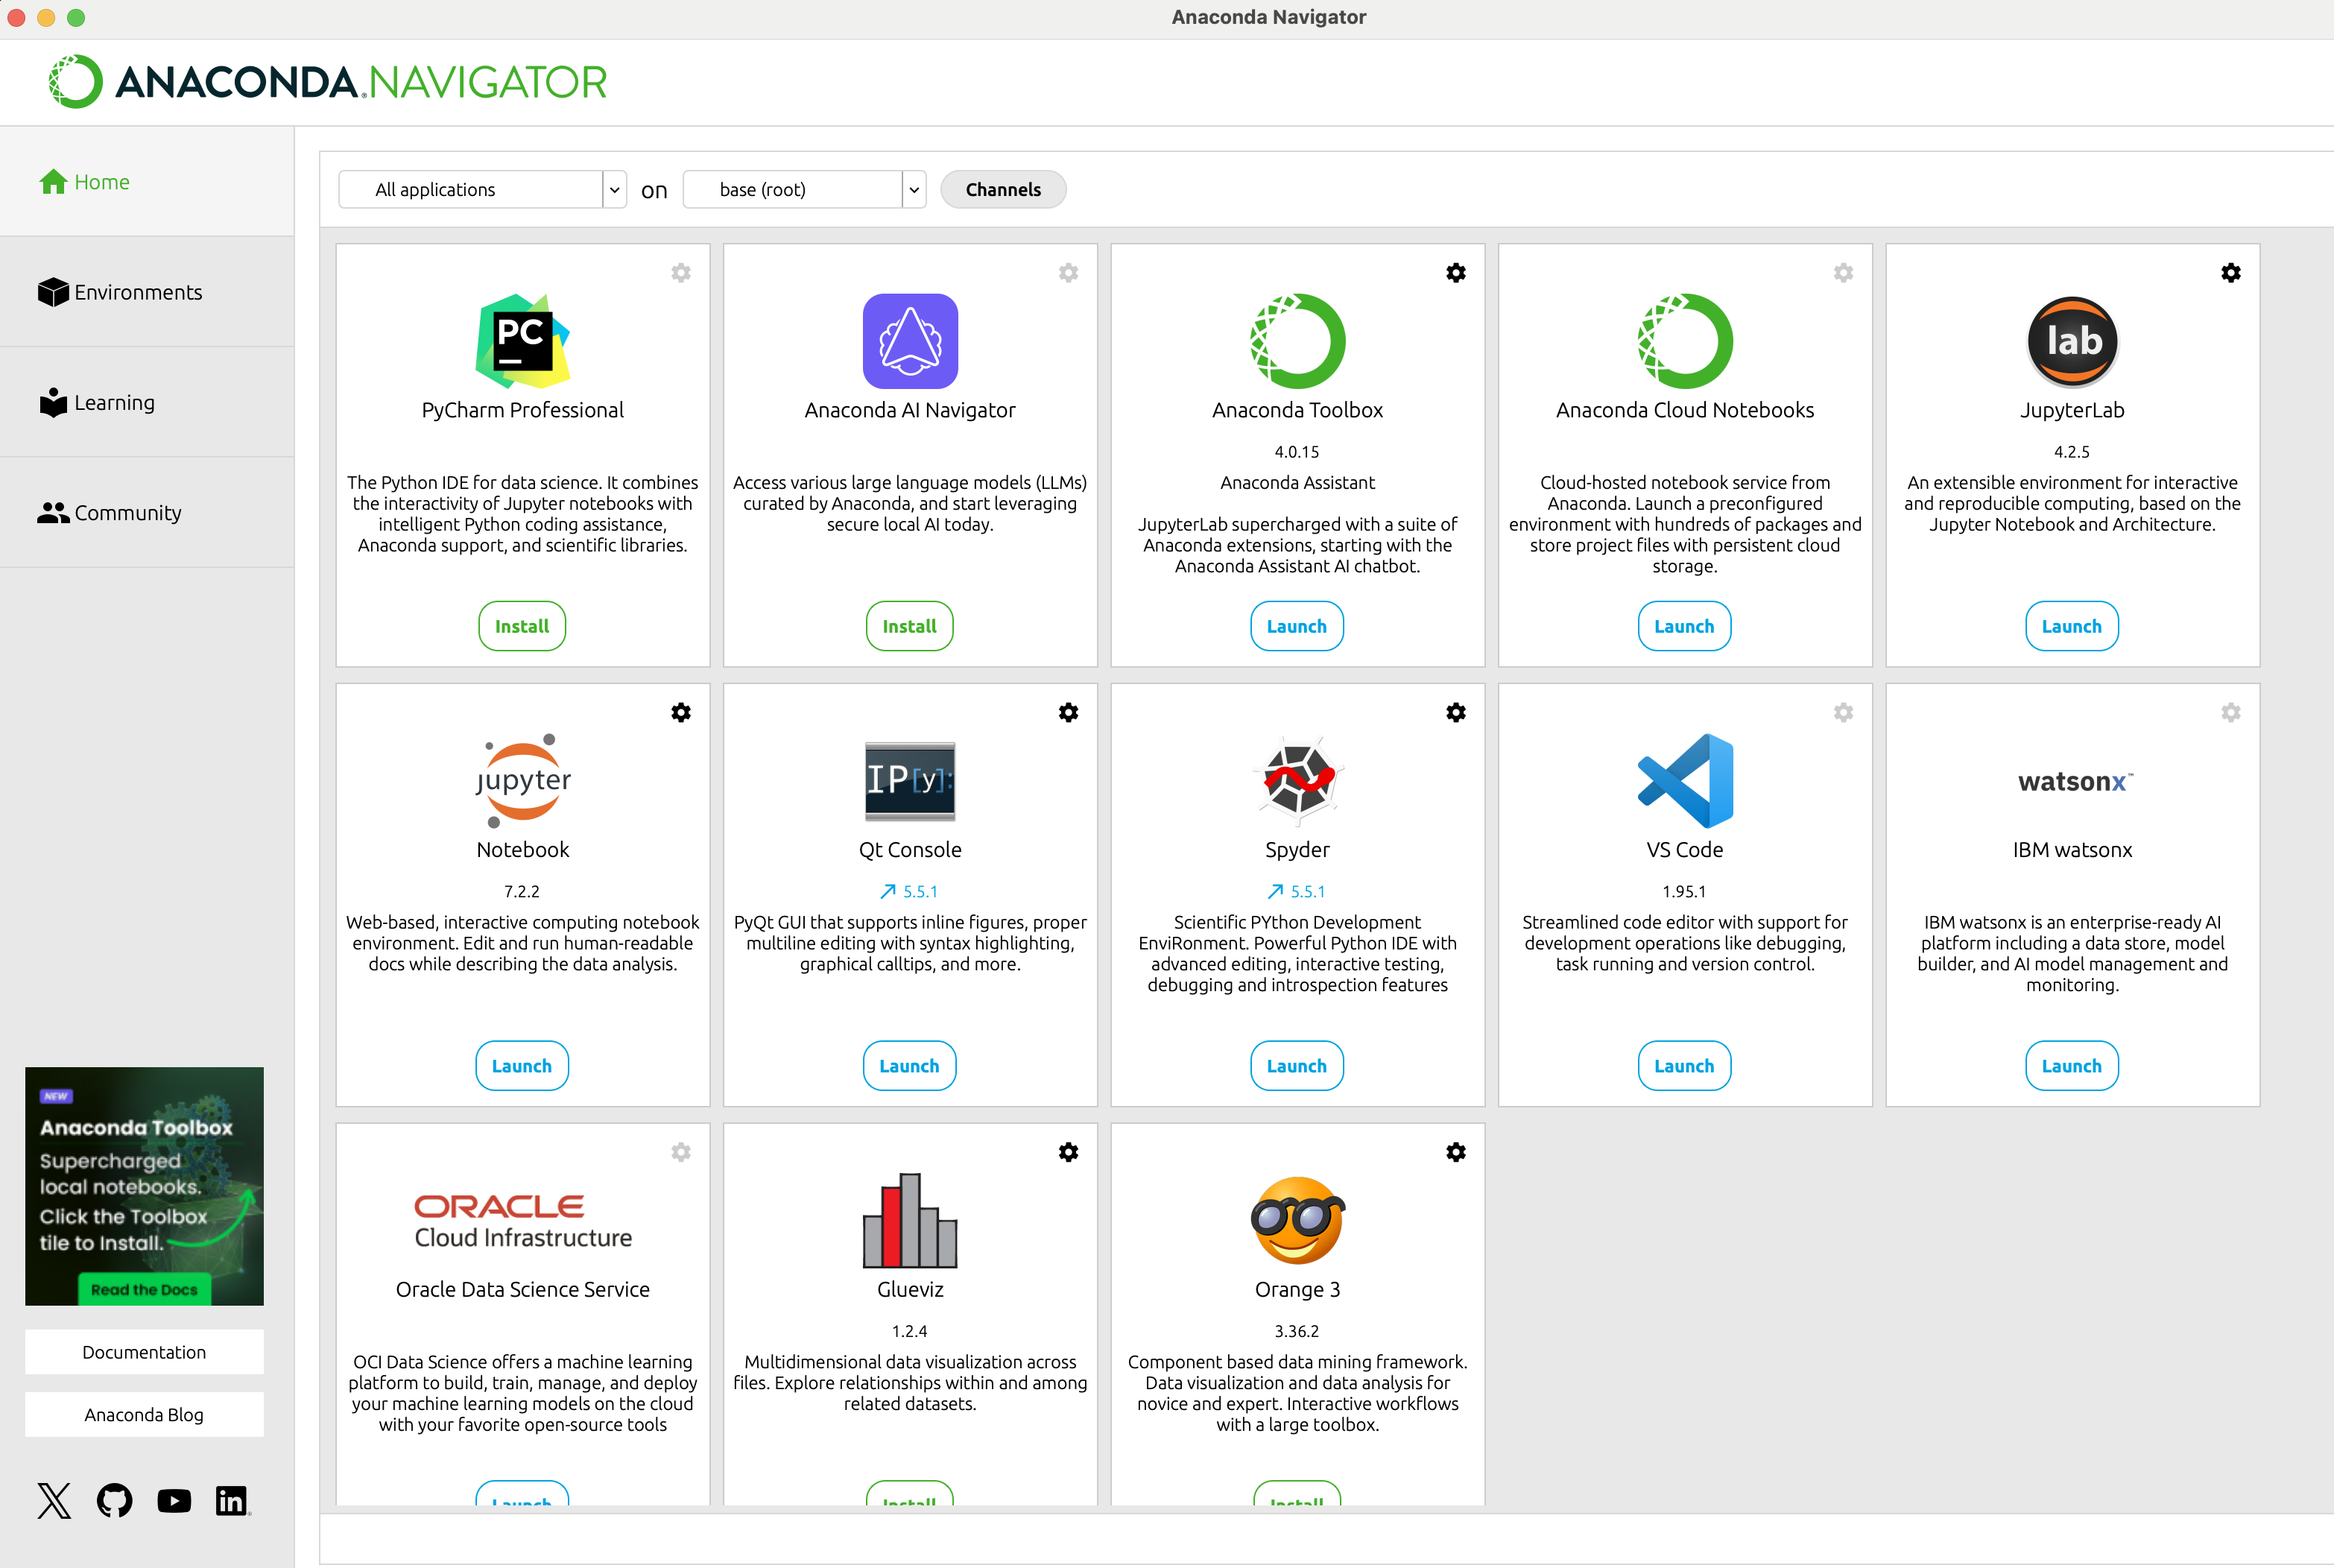 Anaconda Navigator
ANACONDA.NAVIGATOR
Home
Environments
Learning
Community
NEW
Anaconda Toolbox
Supercharged
local notebooks.
Click the Toolbox
tile to Install.
Read the Docs
Documentation
Anaconda Blog
in
All applications
on
base (root)
Channels
PC
PyCharm Professional
The Python IDE for data science. It combines
the interactivity of Jupyter notebooks with
intelligent Python coding assistance,
Anaconda support, and scientific libraries.
Install
Anaconda AI Navigator
Access various large language models (LLMs)
curated by Anaconda, and start leveraging
secure local AI today.
Install
Anaconda Toolbox
4.0.15
Anaconda Assistant
JupyterLab supercharged with a suite of
Anaconda extensions, starting with the
Anaconda Assistant AI chatbot.
Launch
Anaconda Cloud Notebooks
Cloud-hosted notebook service from
Anaconda. Launch a preconfigured
environment with hundreds of packages and
store project files with persistent cloud
storage.
Launch
lab
JupyterLab
4.2.5
An extensible environment for interactive
and reproducible computing, based on the
Jupyter Notebook and Architecture.
Launch
jupyter
Notebook
7.2.2
Web-based, interactive computing notebook
environment. Edit and run human-readable
docs while describing the data analysis.
Launch
IP[y]:
Qt Console
5.5.1
PyQt GUI that supports inline figures, proper
multiline editing with syntax highlighting,
graphical calltips, and more.
Launch
Spyder
5.5.1
Scientific PYthon Development
EnviRonment. Powerful Python IDE with
advanced editing, interactive testing,
debugging and introspection features
Launch
VS Code
1.95.1
Streamlined code editor with support for
development operations like debugging,
task running and version control.
Launch
watsonx™
IBM watsonx
IBM watsonx is an enterprise-ready AI
platform including a data store, model
builder, and AI model management and
monitoring.
Launch
ORACLE
Cloud Infrastructure
Oracle Data Science Service
OCI Data Science offers a machine learning
platform to build, train, manage, and deploy
your machine learning models on the cloud
with your favorite open-source tools
Launch
Glueviz
1.2.4
Multidimensional data visualization across
files. Explore relationships within and among
related datasets.
Install
Orange 3
3.36.2
Component based data mining framework.
Data visualization and data analysis for
novice and expert. Interactive workflows
with a large toolbox.
Install